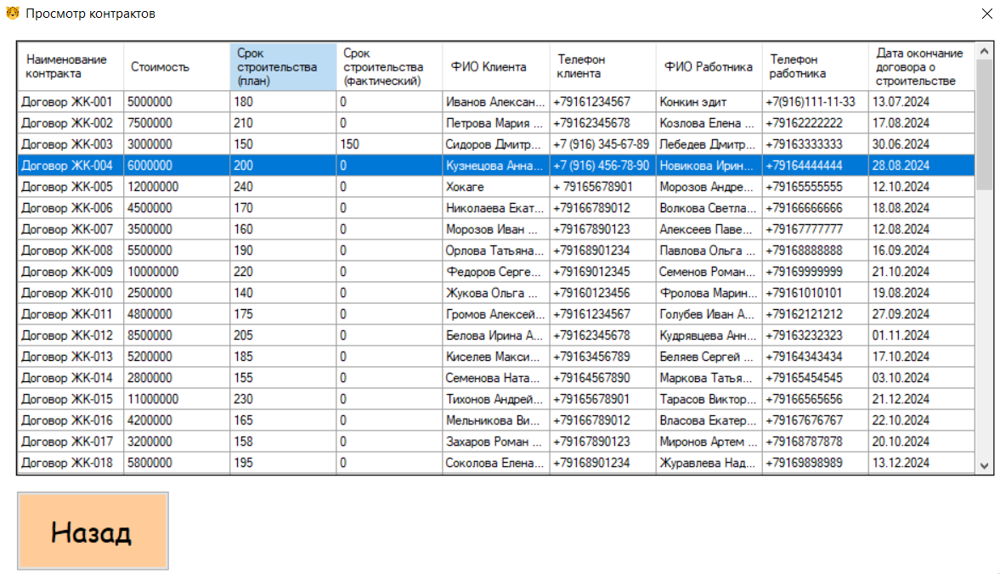 Просмотр контрактов
Наименование контракта Стоимость Срок строительства (план) Срок строительства (фактический) ФИО Клиента Телефон клиента ФИО Работника Телефон работника Дата окончание договора о строительстве
Договор ЖК-001 5000000 180 0 Иванов Алексан... +79161234567 Конкин эдит +7(916)111-11-33 13.07.2024
Договор ЖК-002 7500000 210 0 Петрова Мария ... +79162345678 Козлова Елена ... +79162222222 17.08.2024
Договор ЖК-003 3000000 150 150 Сидоров Дмитр... +7 (916) 345-67-89 Лебедев Дмитр... +79163333333 30.06.2024
Договор ЖК-004 6000000 200 0 Кузнецова Анна... +7 (916) 456-78-90 Новикова Ирин... +79164444444 28.08.2024
Договор ЖК-005 12000000 240 0 Хокаге + 79165678901 Морозов Андре... +79165555555 12.10.2024
Договор ЖК-006 4500000 170 0 Николаева Екат... +79166789012 Волкова Светла... +79166666666 18.08.2024
Договор ЖК-007 3500000 160 0 Морозов Иван ... +79167890123 Алексеев Паве... +79167777777 12.08.2024
Договор ЖК-008 5500000 190 0 Орлова Татьяна... +79168901234 Павлова Ольга ... +79168888888 16.09.2024
Договор ЖК-009 10000000 220 0 Федоров Серге... +79169012345 Семенов Роман... +79169999999 21.10.2024
Договор ЖК-010 2500000 140 0 Жукова Ольга ... +79160123456 Фролова Марин... +79161010101 19.08.2024
Договор ЖК-011 4800000 175 0 Громов Алексей... +79161234567 Голубев Иван А... +79162121212 27.09.2024
Договор ЖК-012 8500000 205 0 Белова Ирина А... +79162345678 Кудрявцева Анн... +79163232323 01.11.2024
Договор ЖК-013 5200000 185 0 Киселев Макси... +79163456789 Беляев Сергей ... +79164343434 17.10.2024
Договор ЖК-014 2800000 155 0 Семенова Ната... +79164567890 Маркова Татья... +79165454545 03.10.2024
Договор ЖК-015 11000000 230 0 Тихонов Андрей... +79165678901 Тарасов Виктор... +79166565656 21.12.2024
Договор ЖК-016 4200000 165 0 Мельникова Ви... +79166789012 Власова Екатер... +79167676767 22.10.2024
Договор ЖК-017 3200000 158 0 Захаров Роман ... +79167890123 Миронов Артем ... +79168787878 20.10.2024
Договор ЖК-018 5800000 195 0 Соколова Елена... +79168901234 Журавлева Над... +79169898989 13.12.2024
Назад